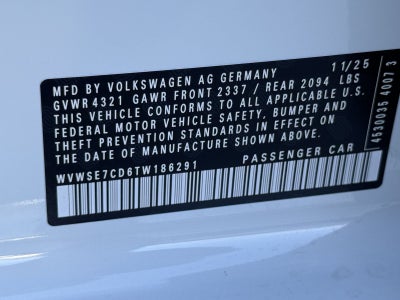 MFD BY VOLKSWAGEN AG GERMANY 11/25
GVWR 4321 GAWR FRONT 2337 / REAR 2094 LBS
THIS VEHICLE CONFORMS TO ALL APPLICABLE U.S.
FEDERAL MOTOR VEHICLE SAFETY, BUMPER AND
THEFT PREVENTION STANDARDS IN EFFECT ON
THE DATE OF MANUFACTURE SHOWN ABOVE.
WVWSE7CD6TW186291 PASSENGER CAR
4630035 4007 3